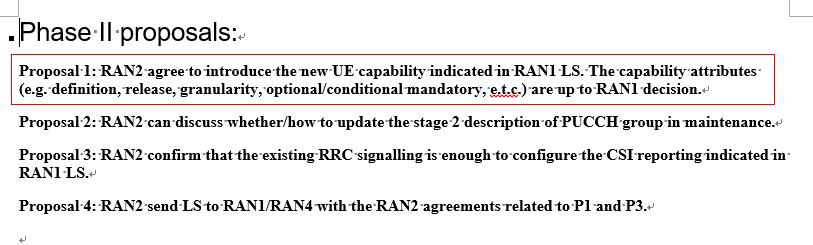 Phase II proposals:
Proposal 1: RAN2 agree to introduce the new UE capability indicated in RAN1 LS. The capability attributes
(e.g. definition, release, granularity, optional/conditional mandatory, e.t.c.) are up to RAN1 decision.
Proposal 2: RAN2 can discuss whether/how to update the stage 2 description of PUCCH group in maintenance.
Proposal 3: RAN2 confirm that the existing RRC signalling is enough to configure the CSI reporting indicated in
RAN1 LS.
Proposal 4: RAN2 send LS to RAN1/RAN4 with the RAN2 agreements related to P1 and P3.